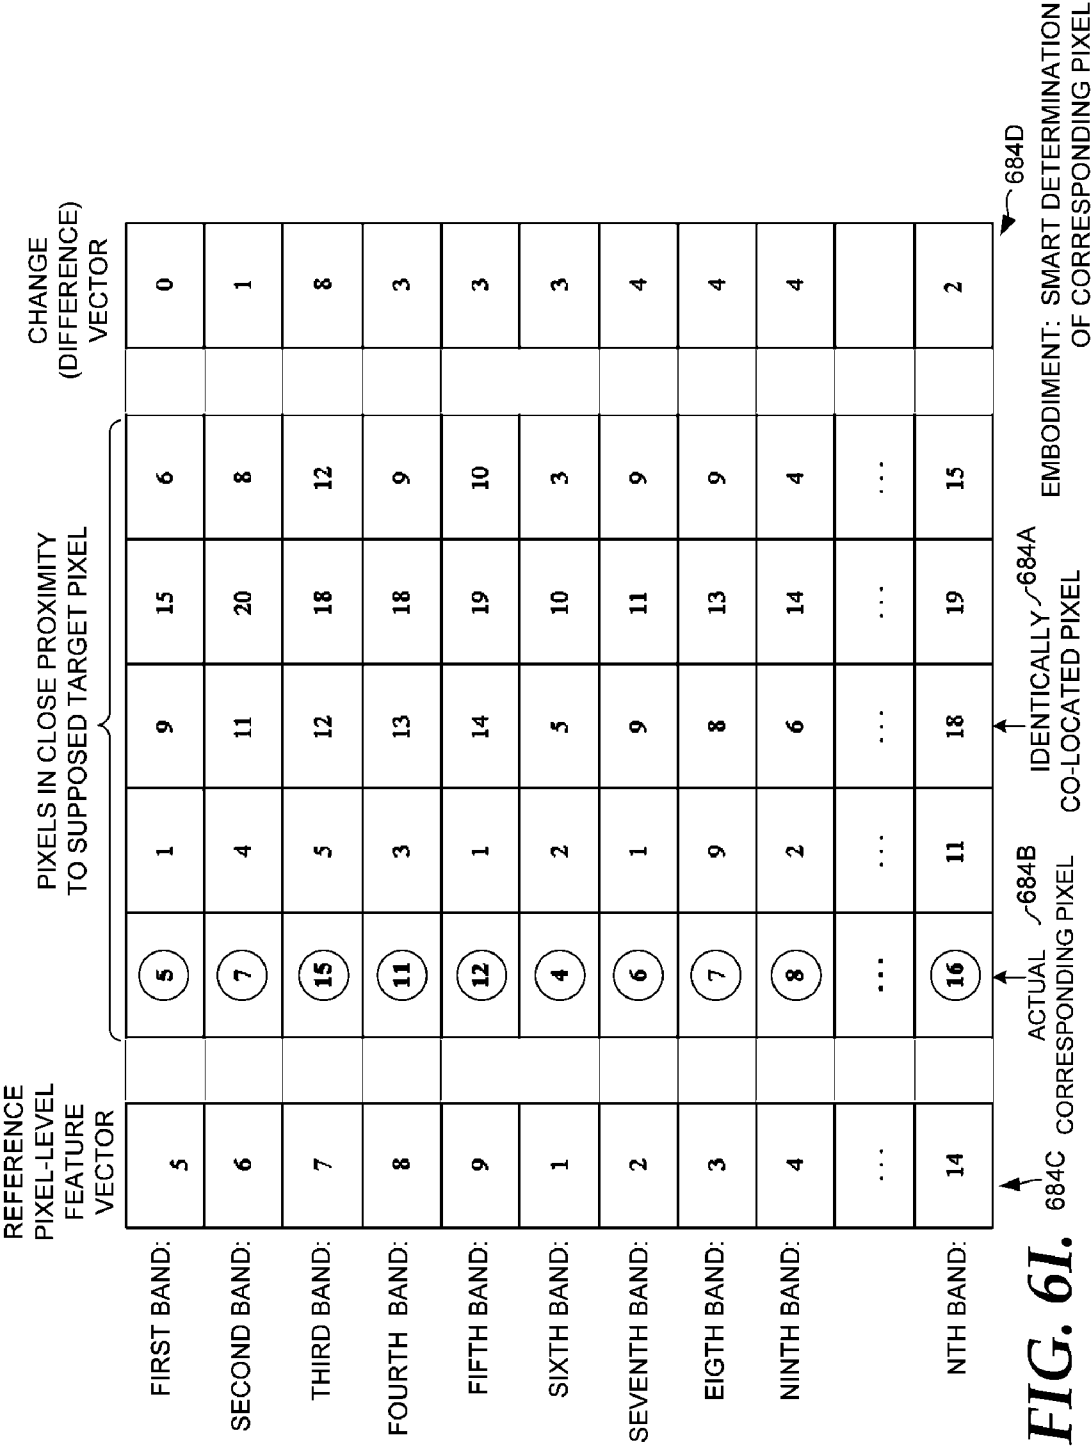 REFERENCE
PIXEL-LEVEL
FEATURE
VECTOR
PIXELS IN CLOSE PROXIMITY
TO SUPPOSED TARGET PIXEL
CHANGE
(DIFFERENCE)
VECTOR
FIRST BAND: 5 5 1 9 15 6 0
SECOND BAND: 6 7 4 11 20 8 1
THIRD BAND: 7 15 5 12 18 12 8
FOURTH BAND: 8 11 3 13 18 9 3
FIFTH BAND: 9 12 1 14 19 10 3
SIXTH BAND: 1 4 2 5 10 3 3
SEVENTH BAND: 2 6 1 9 11 9 4
EIGTH BAND: 3 7 9 8 13 9 4
NINTH BAND: 4 8 2 6 14 4 4
... ... ... ... ... ...
NTH BAND: 14 16 11 18 19 15 2
684C
ACTUAL 684B
CORRESPONDING PIXEL
IDENTICALLY 684A
CO-LOCATED PIXEL
684D
EMBODIMENT: SMART DETERMINATION
OF CORRESPONDING PIXEL
FIG. 6I.